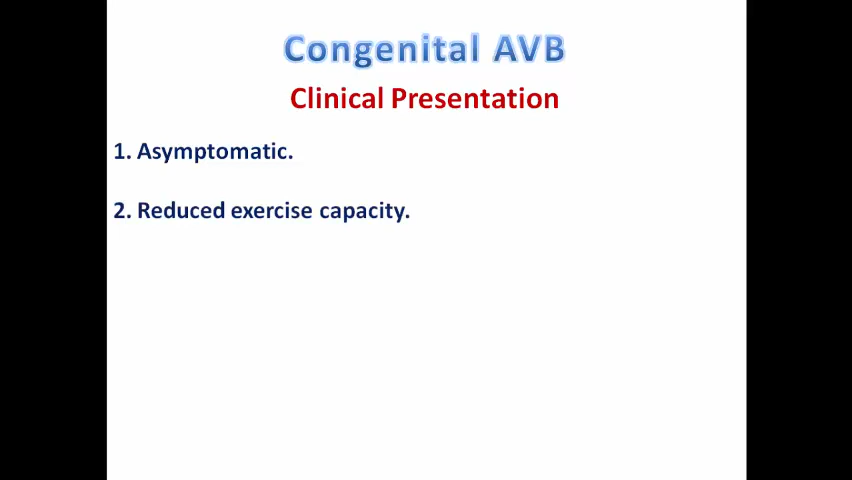 Congenital AVB
Clinical Presentation
1. Asymptomatic.
2. Reduced exercise capacity.